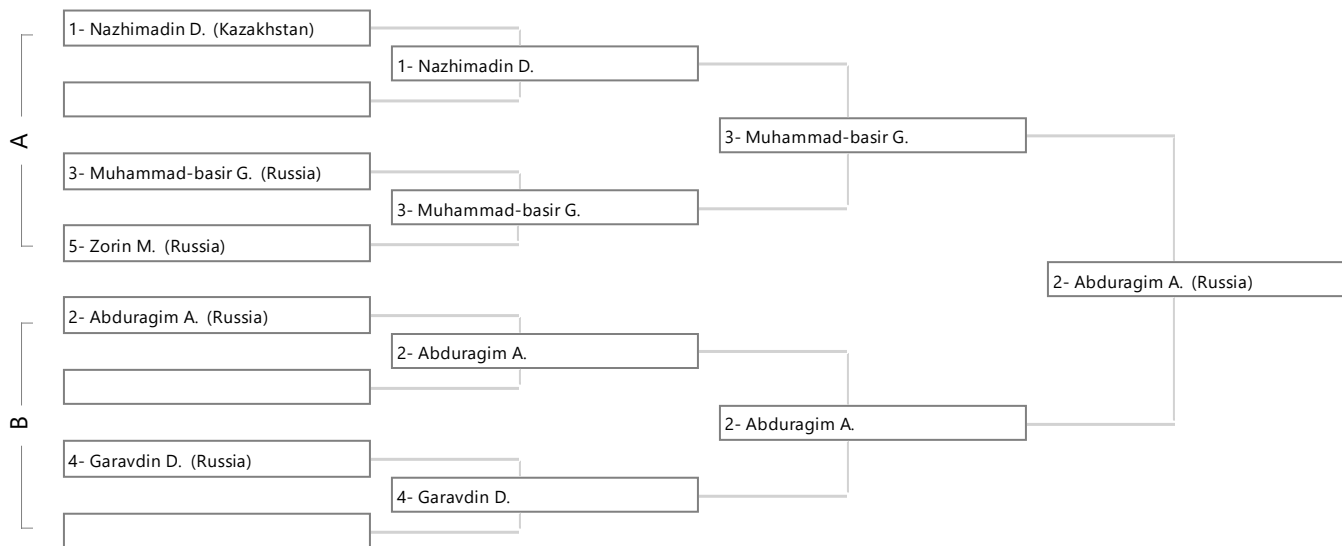 1- Nazhimadin D. (Kazakhstan)
1- Nazhimadin D.
3- Muhammad-basir G.
A
3- Muhammad-basir G. (Russia)
3- Muhammad-basir G.
5- Zorin M. (Russia)
2- Abduragim A. (Russia)
2- Abduragim A. (Russia)
2- Abduragim A.
B
2- Abduragim A.
4- Garavdin D. (Russia)
4- Garavdin D.